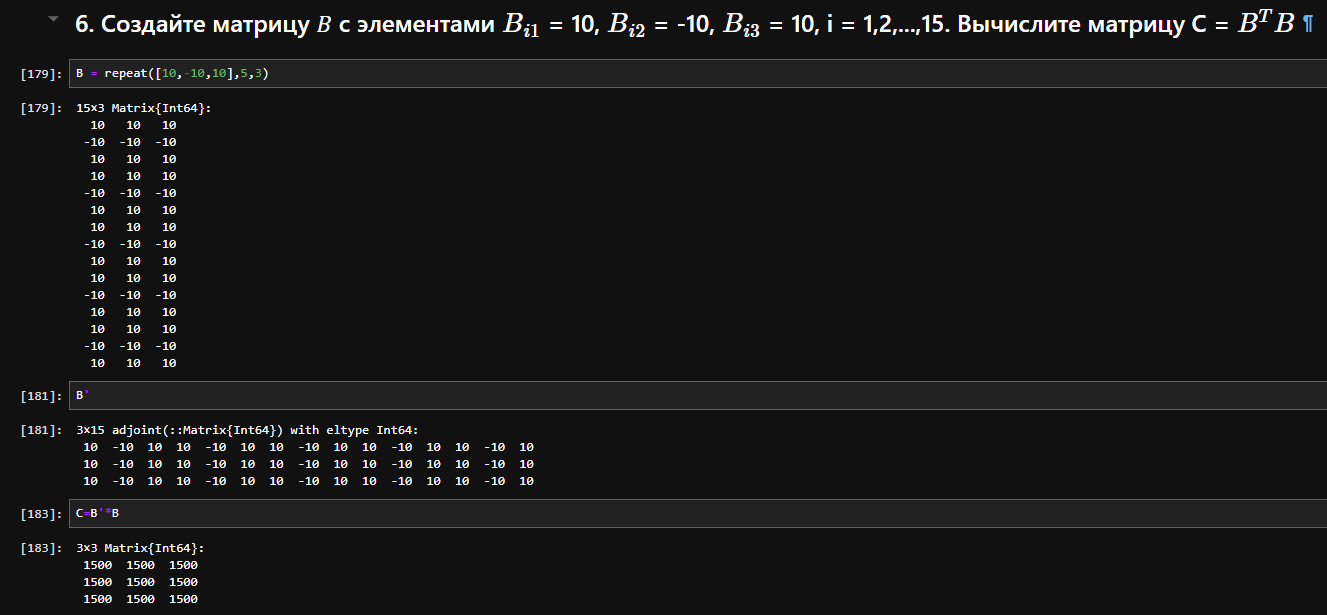 6. Создайте матрицу B с элементами B_{i1} = 10, B_{i2} = -10, B_{i3} = 10, i = 1,2,...,15. Вычислите матрицу C = B^T B ¶
[179]: B = repeat([10,-10,10],5,3)
[179]: 15×3 Matrix{Int64}:
10 10 10
-10 -10 -10
10 10 10
10 10 10
-10 -10 -10
10 10 10
10 10 10
-10 -10 -10
10 10 10
10 10 10
-10 -10 -10
10 10 10
10 10 10
-10 -10 -10
10 10 10
[181]: B'
[181]: 3×15 adjoint(::Matrix{Int64}) with eltype Int64:
10 -10 10 10 -10 10 10 -10 10 10 -10 10 10 -10 10
10 -10 10 10 -10 10 10 -10 10 10 -10 10 10 -10 10
10 -10 10 10 -10 10 10 -10 10 10 -10 10 10 -10 10
[183]: C=B'*B
[183]: 3×3 Matrix{Int64}:
1500 1500 1500
1500 1500 1500
1500 1500 1500